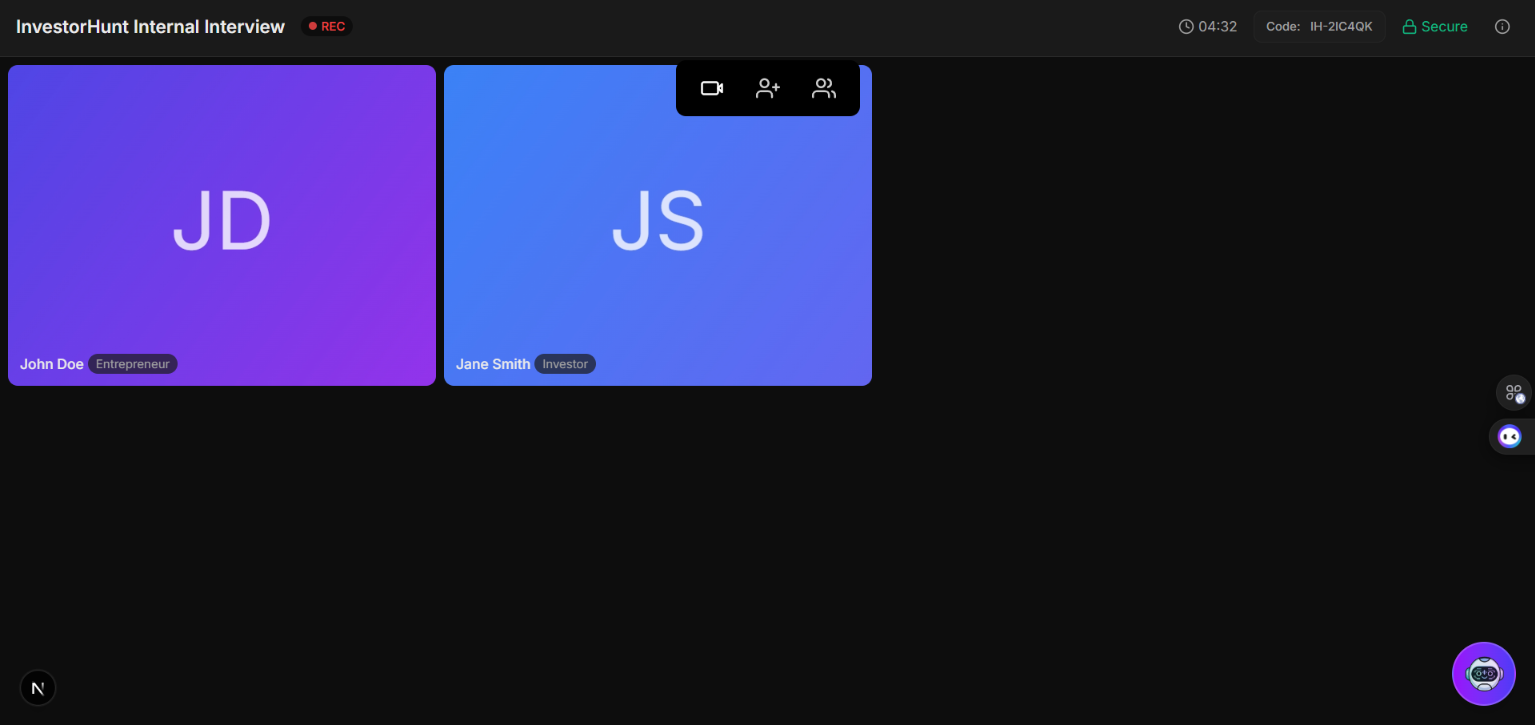 InvestorHunt Internal Interview
REC
04:32
Code: IH-2IC4QK
Secure
JD
JS
John Doe Entrepreneur
Jane Smith Investor
N